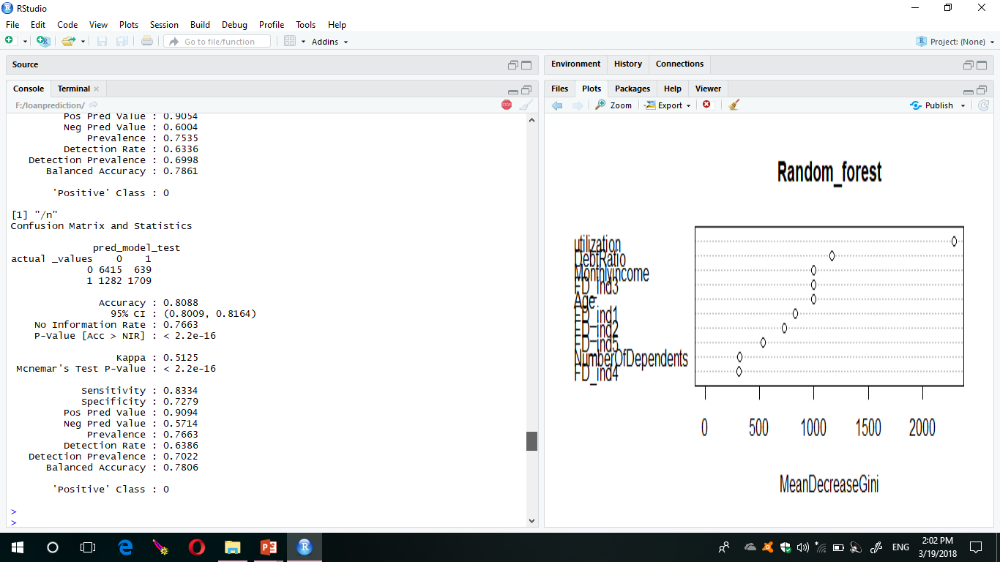 RStudio
File Edit Code View Plots Session Build Debug Profile Tools Help
Go to file/function Addins Project: (None)
Source
Console Terminal
F:/loanprediction/
Pos Pred Value : 0.9054
Neg Pred Value : 0.6004
Prevalence : 0.7535
Detection Rate : 0.6336
Detection Prevalence : 0.6998
Balanced Accuracy : 0.7861
'Positive' Class : 0
[1] "/n"
Confusion Matrix and Statistics
pred_model_test
actual _values 0 1
0 6415 639
1 1282 1709
Accuracy : 0.8088
95% CI : (0.8009, 0.8164)
No Information Rate : 0.7663
P-Value [Acc > NIR] : < 2.2e-16
Kappa : 0.5125
Mcnemar's Test P-Value : < 2.2e-16
Sensitivity : 0.8334
Specificity : 0.7279
Pos Pred Value : 0.9094
Neg Pred Value : 0.5714
Prevalence : 0.7663
Detection Rate : 0.6386
Detection Prevalence : 0.7022
Balanced Accuracy : 0.7806
'Positive' Class : 0
>
>
Environment History Connections
Files Plots Packages Help Viewer
Zoom Export Publish
Random_forest
utilization
DebtRatio
MonthlyIncome
FD_ind3
Age
FD_ind1
FD_ind2
FD_ind5
NumberOfDependents
FD_ind4
0 500 1000 1500 2000
MeanDecreaseGini
ENG
2:02 PM
3/19/2018